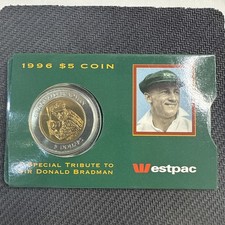 1996 $5 COIN
SPECIAL TRIBUTE TO
SIR DONALD BRADMAN
Westpac